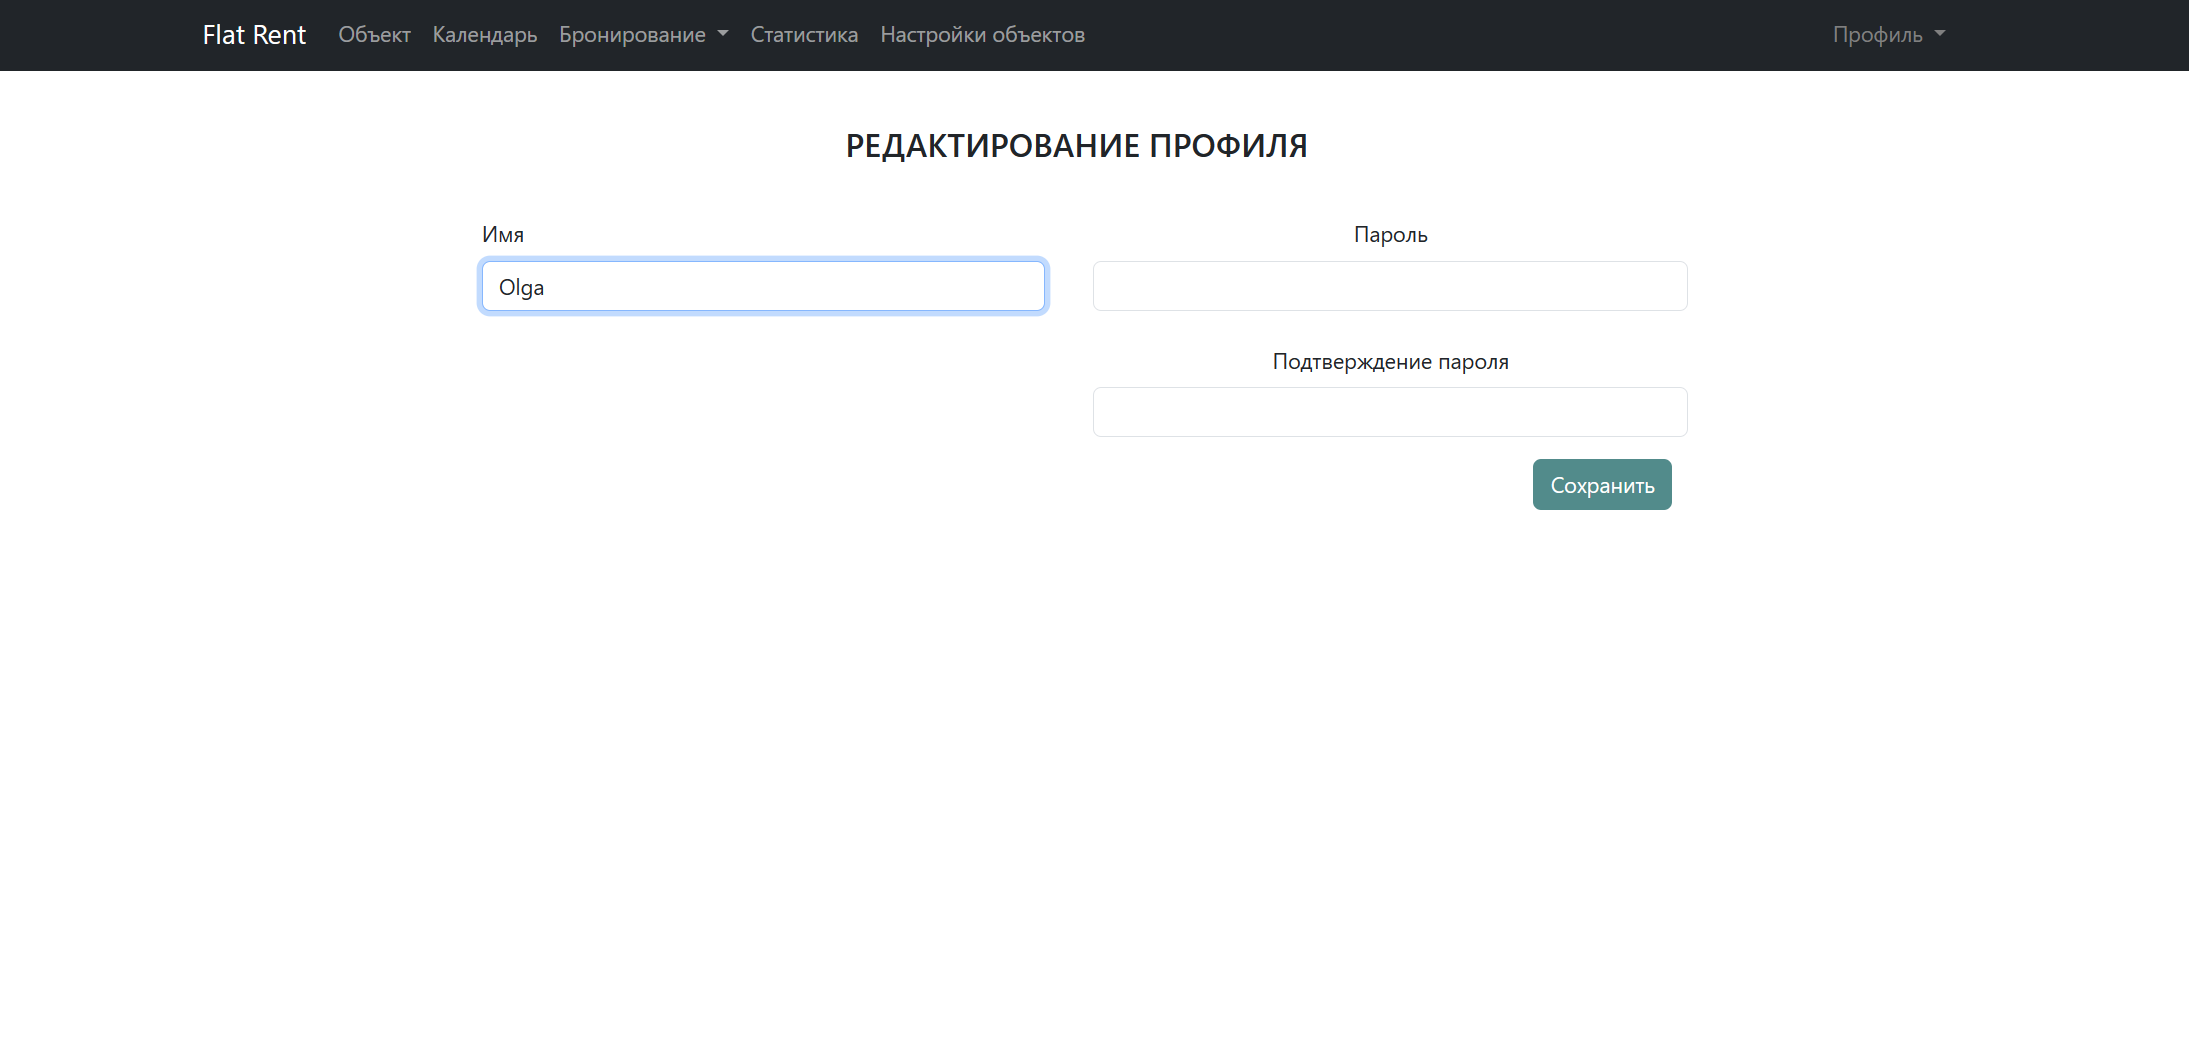 Flat Rent Объект Календарь Бронирование Статистика Настройки объектов Профиль
РЕДАКТИРОВАНИЕ ПРОФИЛЯ
Имя
Olga
Пароль
Подтверждение пароля
Сохранить